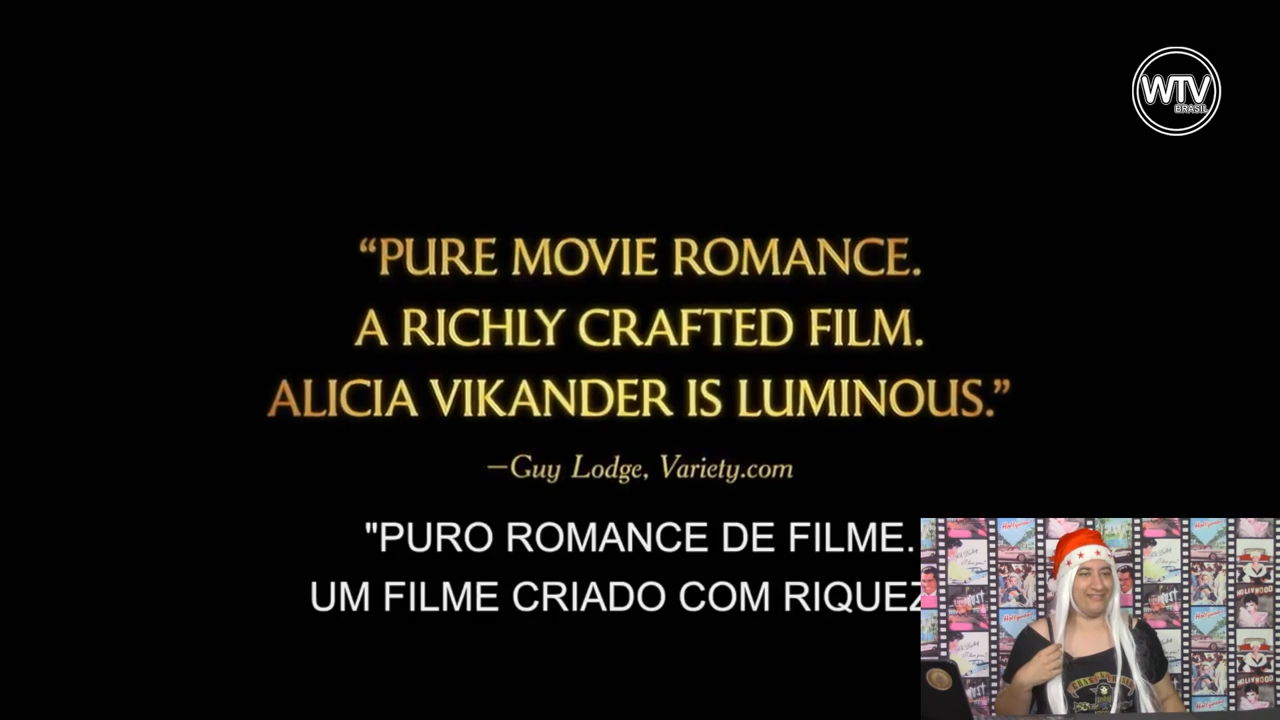 WTV
BRASIL
“PURE MOVIE ROMANCE.
A RICHLY CRAFTED FILM.
ALICIA VIKANDER IS LUMINOUS.”
—Guy Lodge, Variety.com
"PURO ROMANCE DE FILME.
UM FILME CRIADO COM